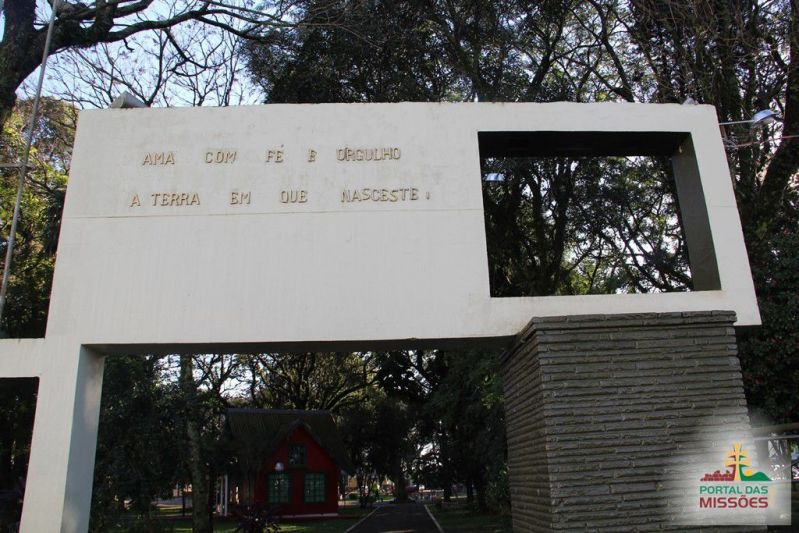 AMA COM FÉ E ORGULHO
A TERRA EM QUE NASCESTE!
PORTAL DAS
MISSÕES